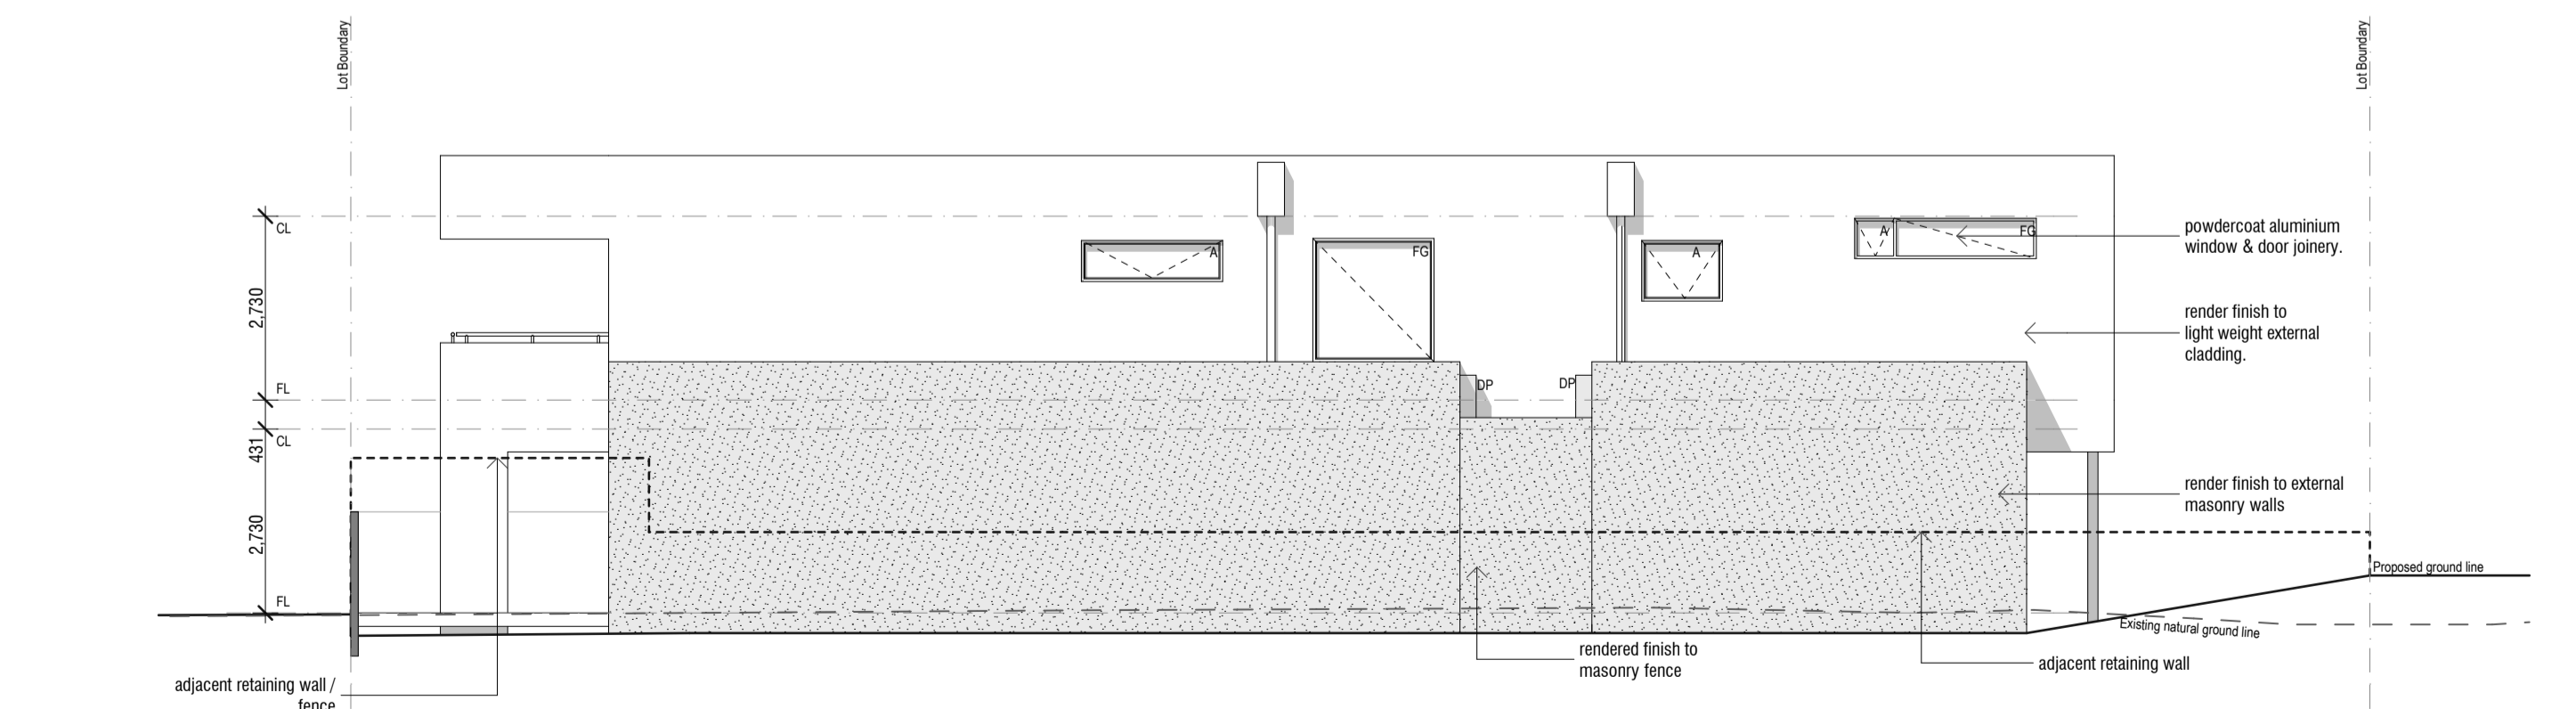 Lot Boundary
Lot Boundary
CL
2,730
FL
431
CL
2,730
FL
A
FG
A
A
FG
DP
DP
powdercoat aluminium
window & door joinery.
render finish to
light weight external
cladding.
render finish to external
masonry walls
Proposed ground line
Existing natural ground line
rendered finish to
masonry fence
adjacent retaining wall
adjacent retaining wall /
fence